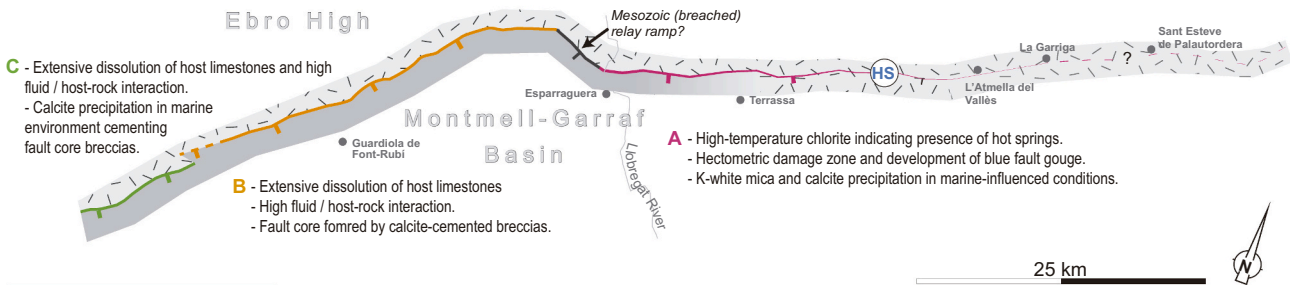 Ebro High
Mesozoic (breached)
relay ramp?
Sant Esteve
de Palautordera
La Garriga
?
HS
L'Atmella del
Vallès
C - Extensive dissolution of host limestones and high
fluid / host-rock interaction.
- Calcite precipitation in marine
environment cementing
fault core breccias.
Esparraguera
Terrassa
Montmell-Garraf
Basin
Guardiola de
Font-Rubí
Llobregat River
A - High-temperature chlorite indicating presence of hot springs.
- Hectometric damage zone and development of blue fault gouge.
- K-white mica and calcite precipitation in marine-influenced conditions.
B - Extensive dissolution of host limestones
- High fluid / host-rock interaction.
- Fault core fomred by calcite-cemented breccias.
25 km
N